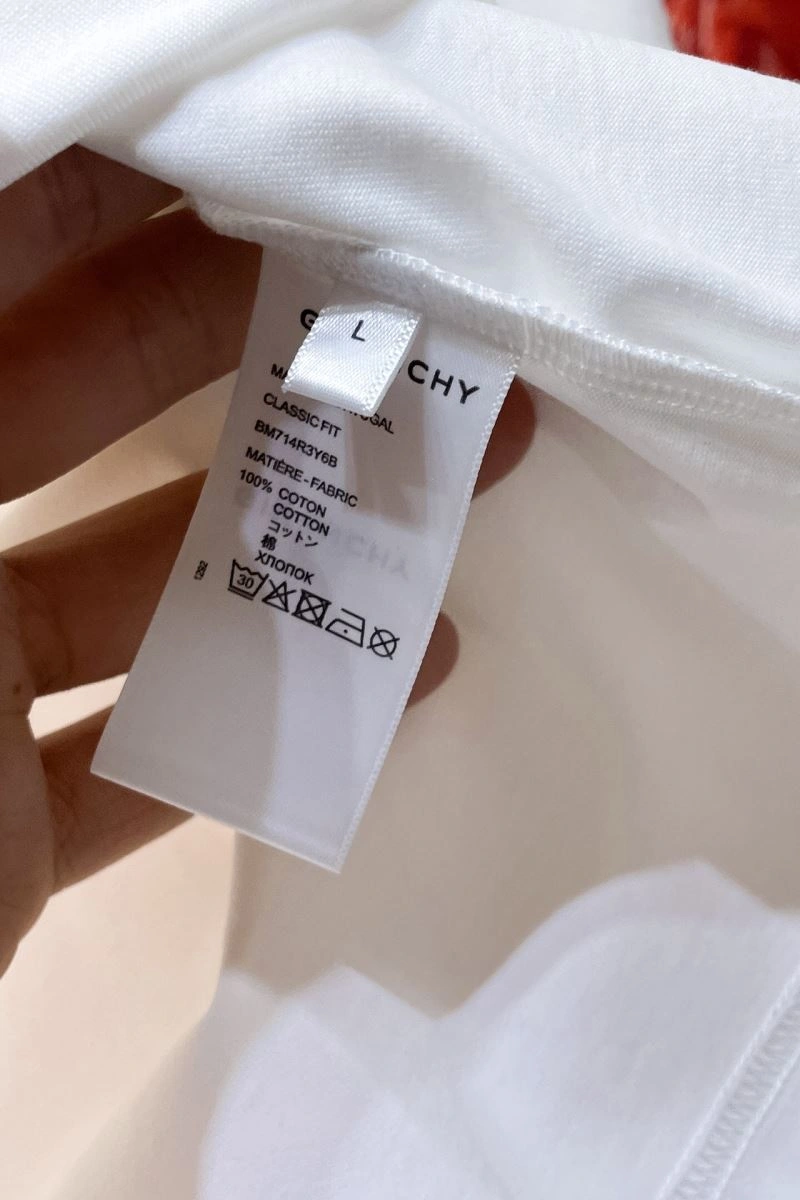 L
CHY
CLASSIC FIT
BM714R3Y6B
MATIÈRE - FABRIC
100% COTON
COTTON
コットン
棉
ХЛОПОК
30